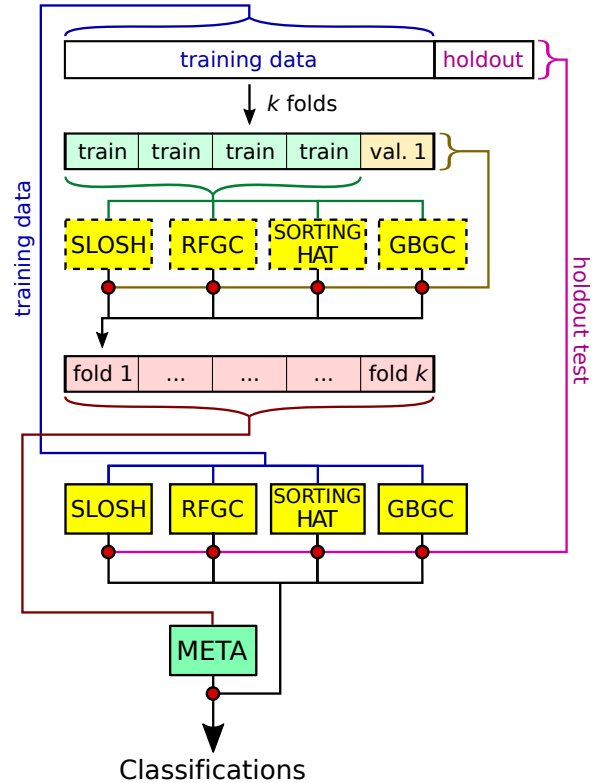 training data
holdout
k folds
train
train
train
train
val. 1
SLOSH
RFGC
SORTING
HAT
GBGC
training data
holdout test
fold 1
...
...
...
fold k
SLOSH
RFGC
SORTING
HAT
GBGC
META
Classifications